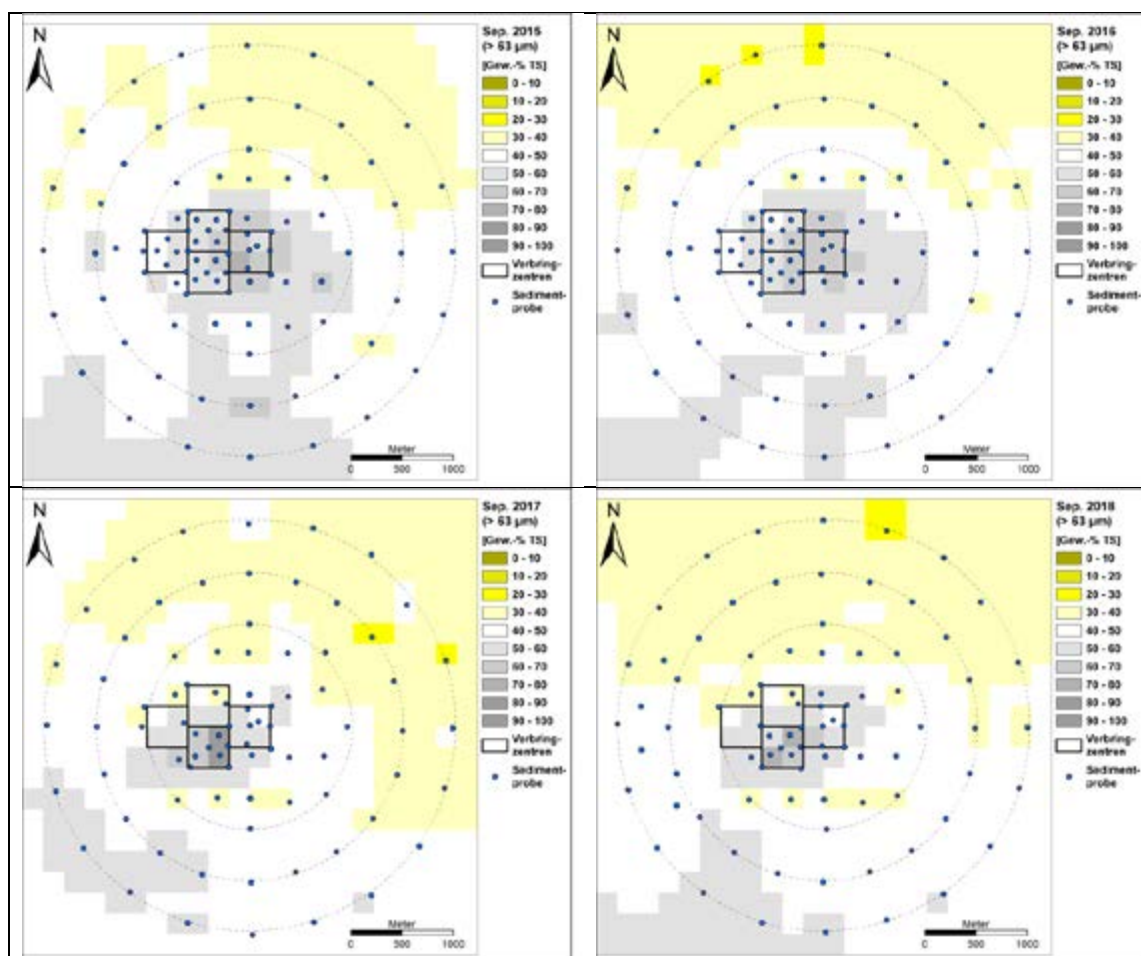 N
Sep. 2015
(> 63 µm)
[Gew.-% TS]
0 - 10
10 - 20
20 - 30
30 - 40
40 - 50
50 - 60
60 - 70
70 - 80
80 - 90
90 - 100
Verbring-
zentren
Sediment-
probe
Meter
0 500 1000
N
Sep. 2016
(> 63 µm)
[Gew.-% TS]
0 - 10
10 - 20
20 - 30
30 - 40
40 - 50
50 - 60
60 - 70
70 - 80
80 - 90
90 - 100
Verbring-
zentren
Sediment-
probe
Meter
0 500 1000
N
Sep. 2017
(> 63 µm)
[Gew.-% TS]
0 - 10
10 - 20
20 - 30
30 - 40
40 - 50
50 - 60
60 - 70
70 - 80
80 - 90
90 - 100
Verbring-
zentren
Sediment-
probe
Meter
0 500 1000
N
Sep. 2018
(> 63 µm)
[Gew.-% TS]
0 - 10
10 - 20
20 - 30
30 - 40
40 - 50
50 - 60
60 - 70
70 - 80
80 - 90
90 - 100
Verbring-
zentren
Sediment-
probe
Meter
0 500 1000